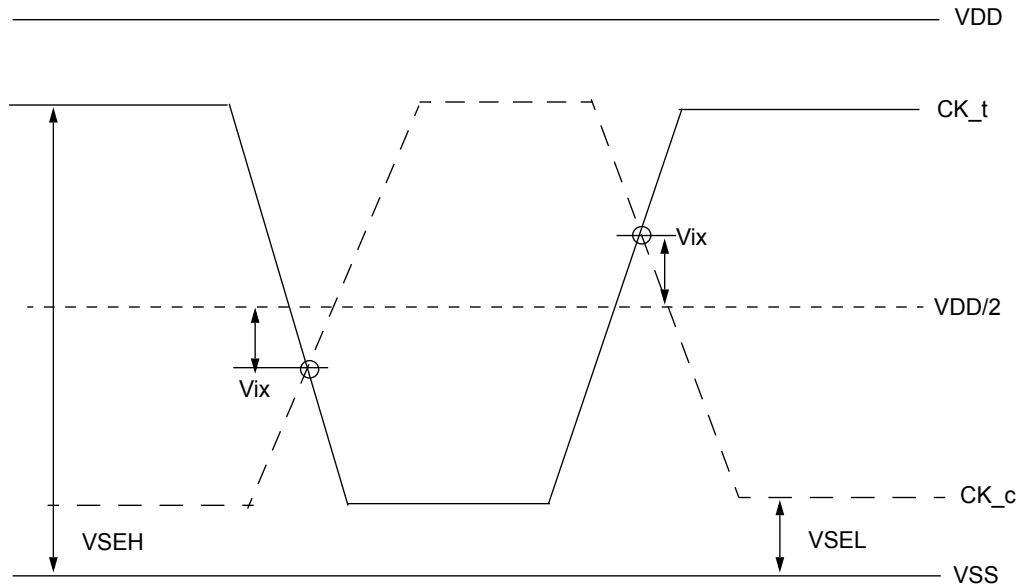 VDD
CK_t
Vix
VDD/2
Vix
CK_c
VSEH
VSEL
VSS